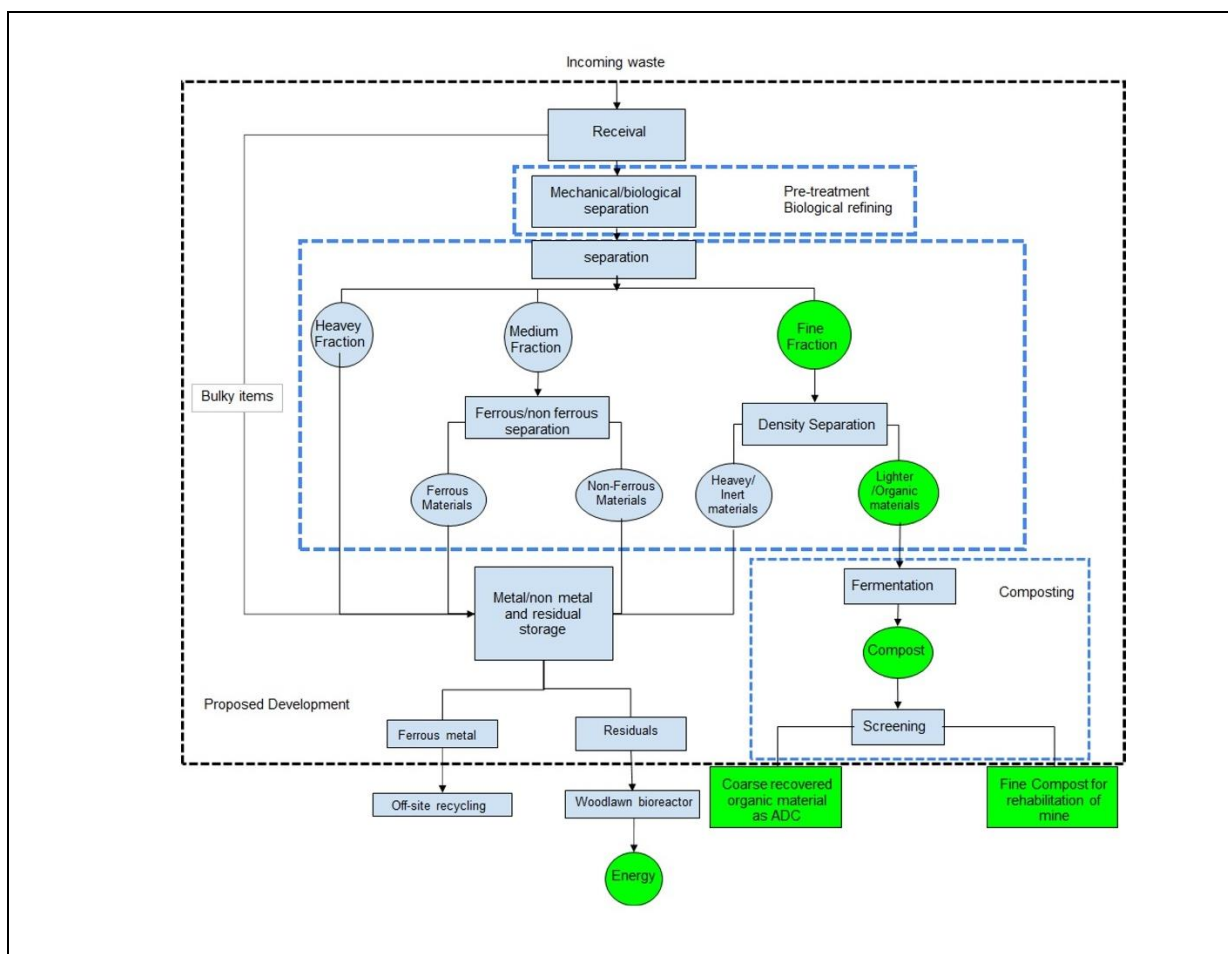 Incoming waste
Receival
Mechanical/biological
separation
Pre-treatment
Biological refining
separation
Heavey
Fraction
Medium
Fraction
Fine
Fraction
Bulky items
Ferrous/non ferrous
separation
Density Separation
Ferrous
Materials
Non-Ferrous
Materials
Heavey/
Inert
materials
Lighter
/Organic
materials
Metal/non metal
and residual
storage
Fermentation
Composting
Compost
Proposed Development
Screening
Ferrous metal
Residuals
Off-site recycling
Woodlawn bioreactor
Coarse recovered
organic material
as ADC
Fine Compost for
rehabilitation of
mine
Energy